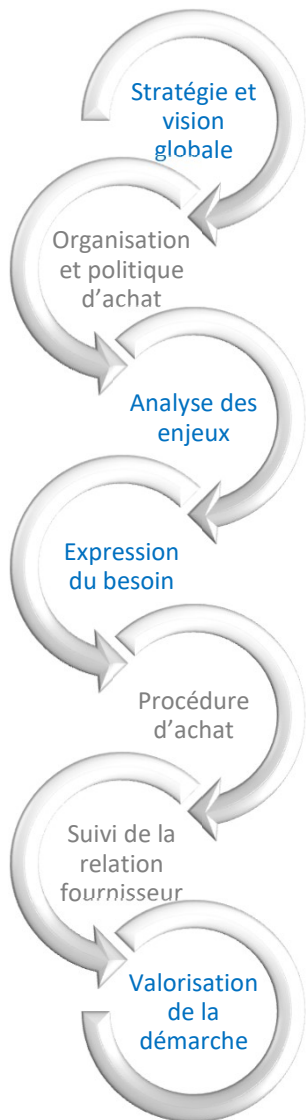 Stratégie et
vision
globale
Organisation
et politique
d’achat
Analyse des
enjeux
Expression
du besoin
Procédure
d’achat
Suivi de la
relation
fournisseur
Valorisation
de la
démarche